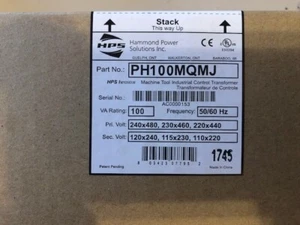 Stack
This way Up
HPS
Hammond Power
Solutions Inc.
Part No.: PH100MQMJ
HPS Machine Tool Industrial Control Transformer
Transformateur de Contrôle
Serial No.:
VA Rating: 100 Frequency: 50/60 Hz
Pri. Volt: 240x480, 230x460, 220x440
Sec. Volt: 120x240, 115x230, 110x220
1745
Patent Pending
Made in China